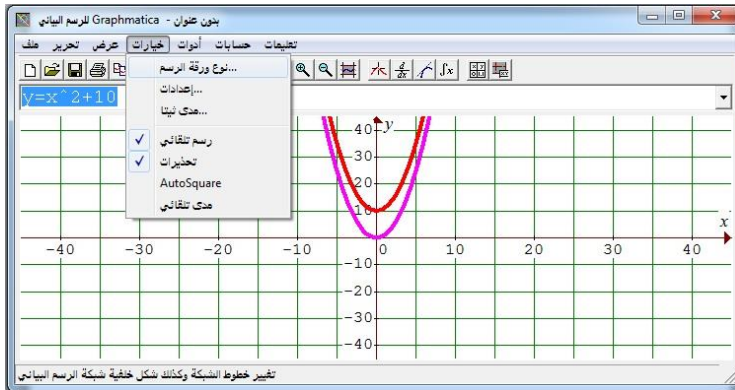 بدون عنوان - Graphmatica للرسم البياني
ملف تحرير عرض خيارات أدوات حسابات تعليمات
y=x^2+10
نوع ورقة الرسم...
إعدادات...
مدى ثيتا...
رسم تلقائي
تحذيرات
AutoSquare
مدى تلقائي
y
40
30
20
10
x
-40 -30 -20 -10 0 10 20 30 40
-10
-20
-30
-40
تغيير خطوط الشبكة وكذلك شكل خلفية شبكة الرسم البياني